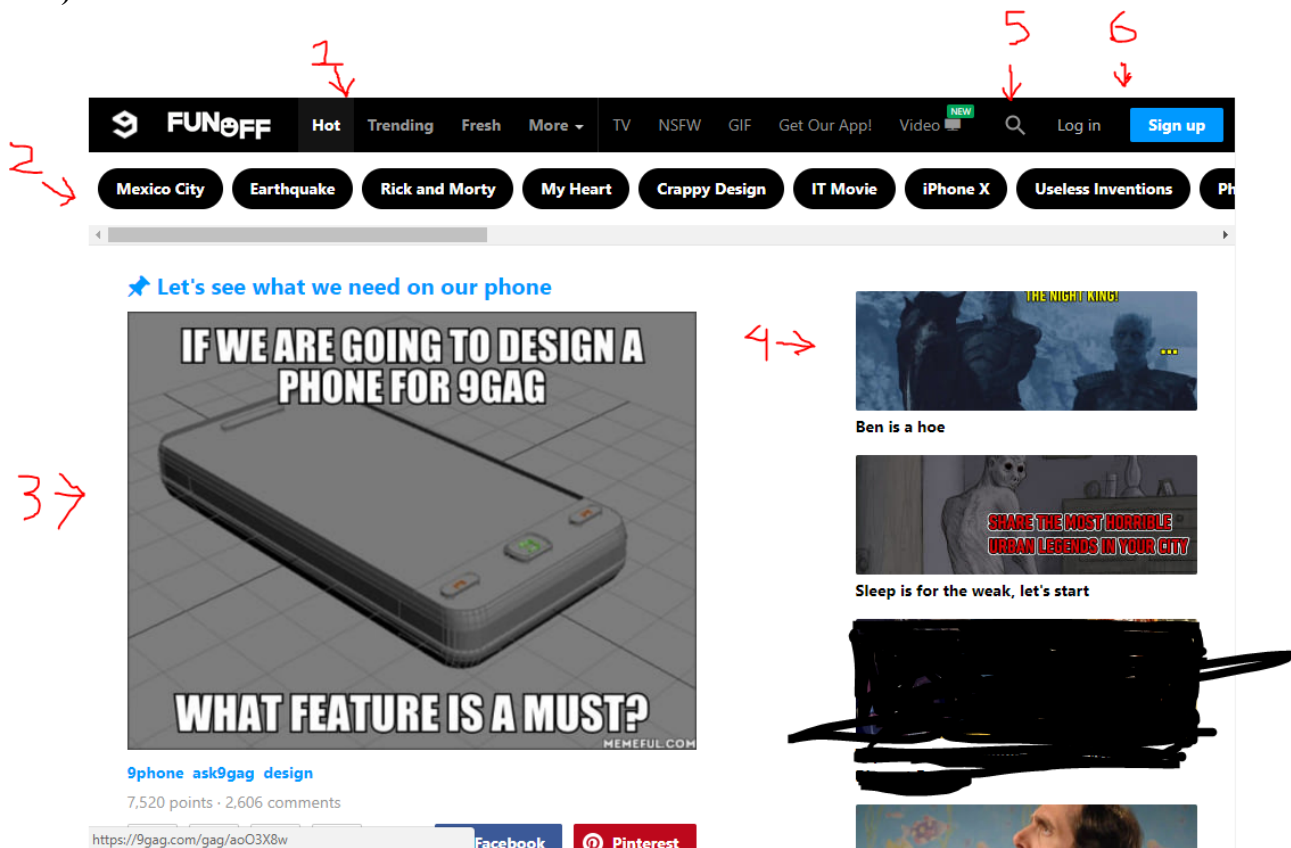 5 6
1
FUNOFF Hot Trending Fresh More TV NSFW GIF Get Our App! Video NEW Log in Sign up
2
Mexico City Earthquake Rick and Morty My Heart Crappy Design IT Movie iPhone X Useless Inventions Ph
Let's see what we need on our phone
THE NIGHT KING!
IF WE ARE GOING TO DESIGN A
PHONE FOR 9GAG
4
...
Ben is a hoe
3
SHARE THE MOST HORRIBLE
URBAN LEGENDS IN YOUR CITY
Sleep is for the weak, let's start
WHAT FEATURE IS A MUST?
MEMEFUL.COM
9phone ask9gag design
7,520 points · 2,606 comments
https://9gag.com/gag/aoO3X8w
Facebook Pinterest